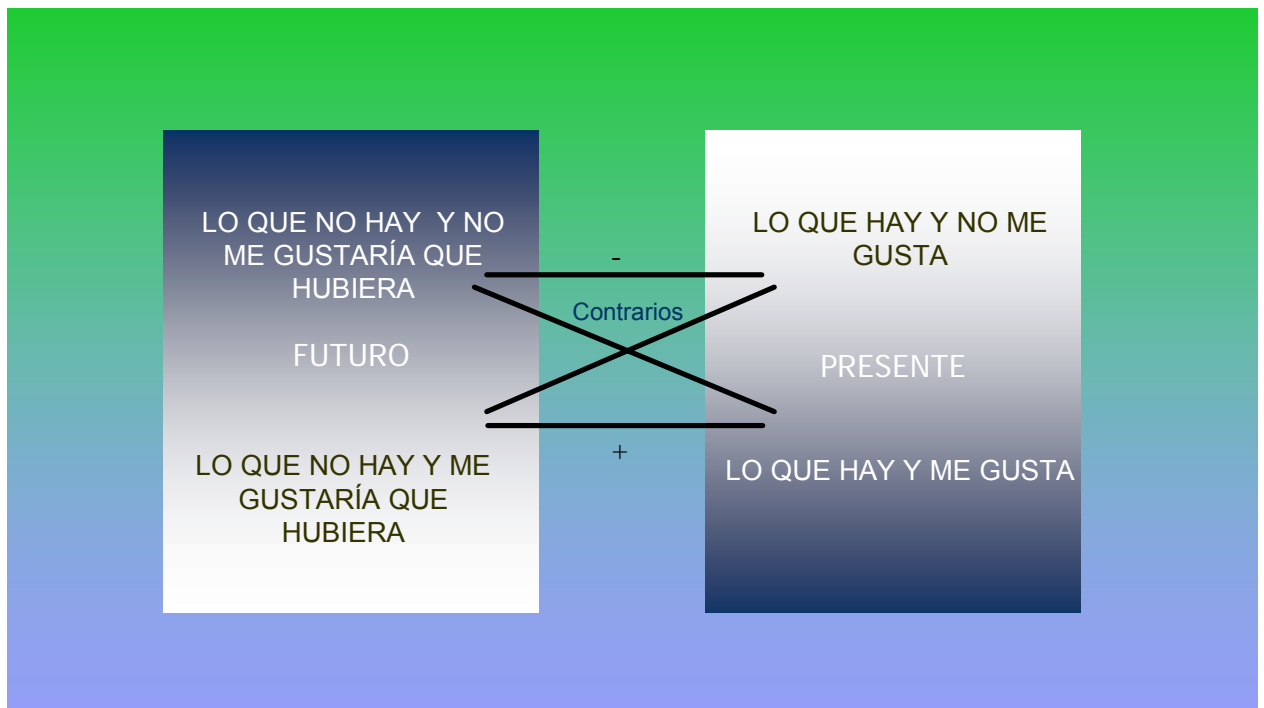 LO QUE NO HAY Y NO
ME GUSTARÍA QUE
HUBIERA
FUTURO
LO QUE NO HAY Y ME
GUSTARÍA QUE
HUBIERA
-
Contrarios
+
LO QUE HAY Y NO ME
GUSTA
PRESENTE
LO QUE HAY Y ME GUSTA